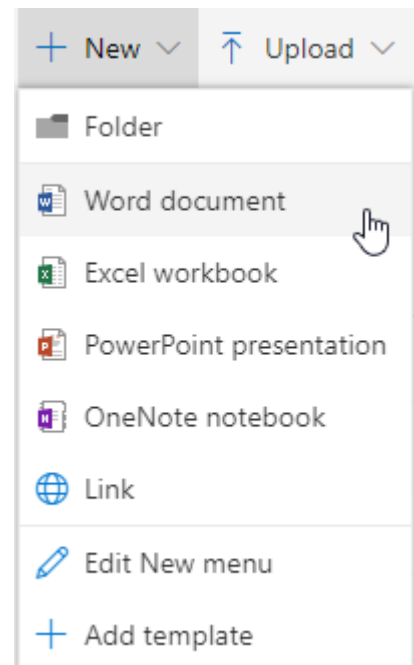 New Upload
Folder
Word document
Excel workbook
PowerPoint presentation
OneNote notebook
Link
Edit New menu
Add template